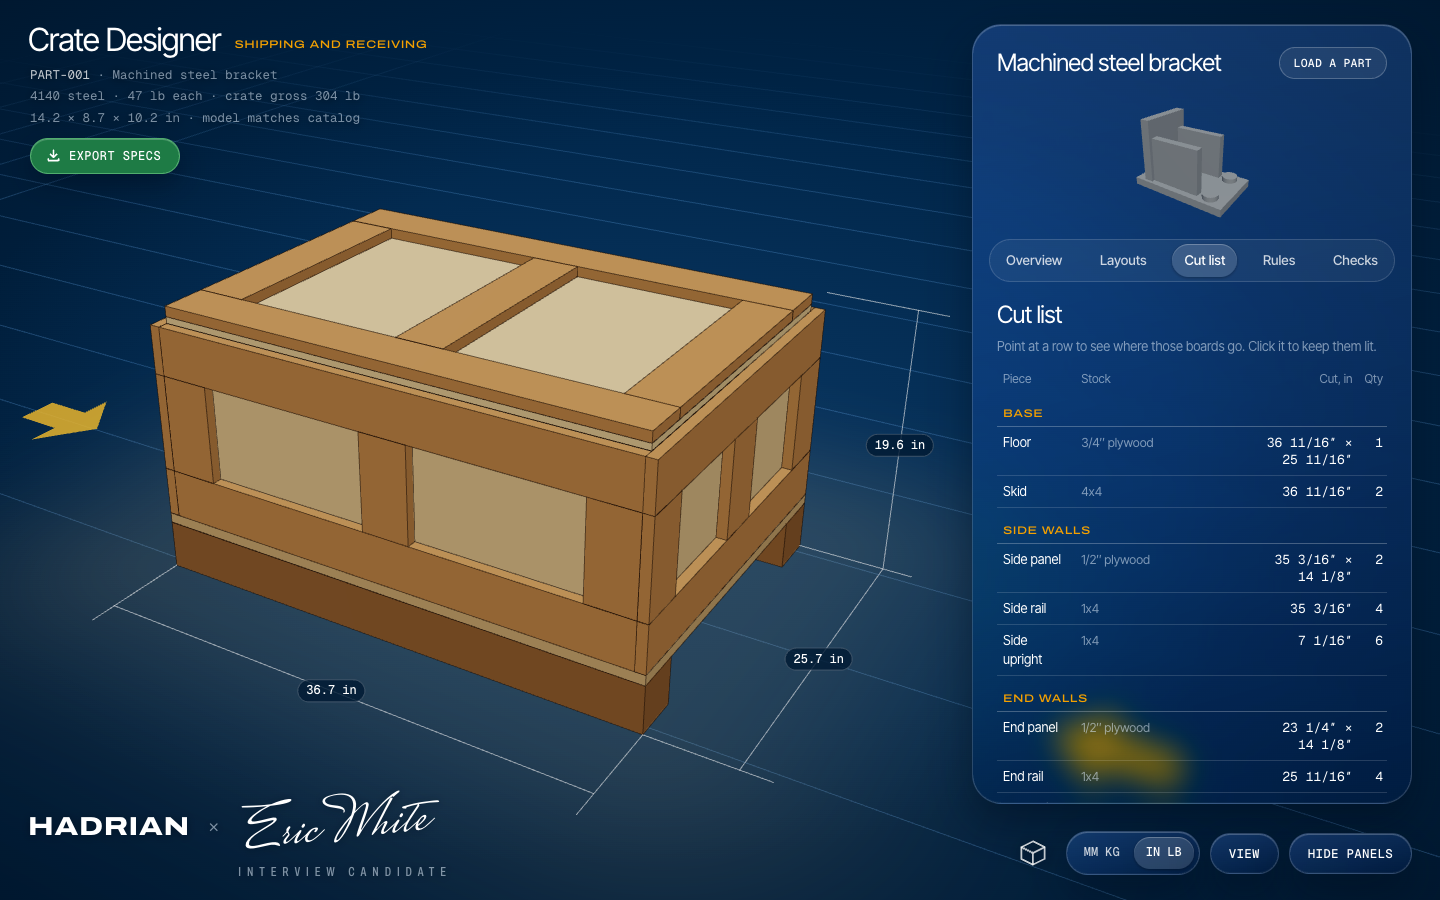 Crate Designer SHIPPING AND RECEIVING
PART-001 · Machined steel bracket
4140 steel · 47 lb each · crate gross 304 lb
14.2 × 8.7 × 10.2 in · model matches catalog
EXPORT SPECS
19.6 in
25.7 in
36.7 in
HADRIAN × Eric White
INTERVIEW CANDIDATE
Machined steel bracket LOAD A PART
Overview Layouts Cut list Rules Checks
Cut list
Point at a row to see where those boards go. Click it to keep them lit.
Piece Stock Cut, in Qty
BASE
Floor 3/4″ plywood 36 11/16″ × 1
25 11/16″
Skid 4x4 36 11/16″ 2
SIDE WALLS
Side panel 1/2″ plywood 35 3/16″ × 2
14 1/8″
Side rail 1x4 35 3/16″ 4
Side 1x4 7 1/16″ 6
upright
END WALLS
End panel 1/2″ plywood 23 1/4″ × 2
14 1/8″
End rail 1x4 25 11/16″ 4
MM KG IN LB VIEW HIDE PANELS